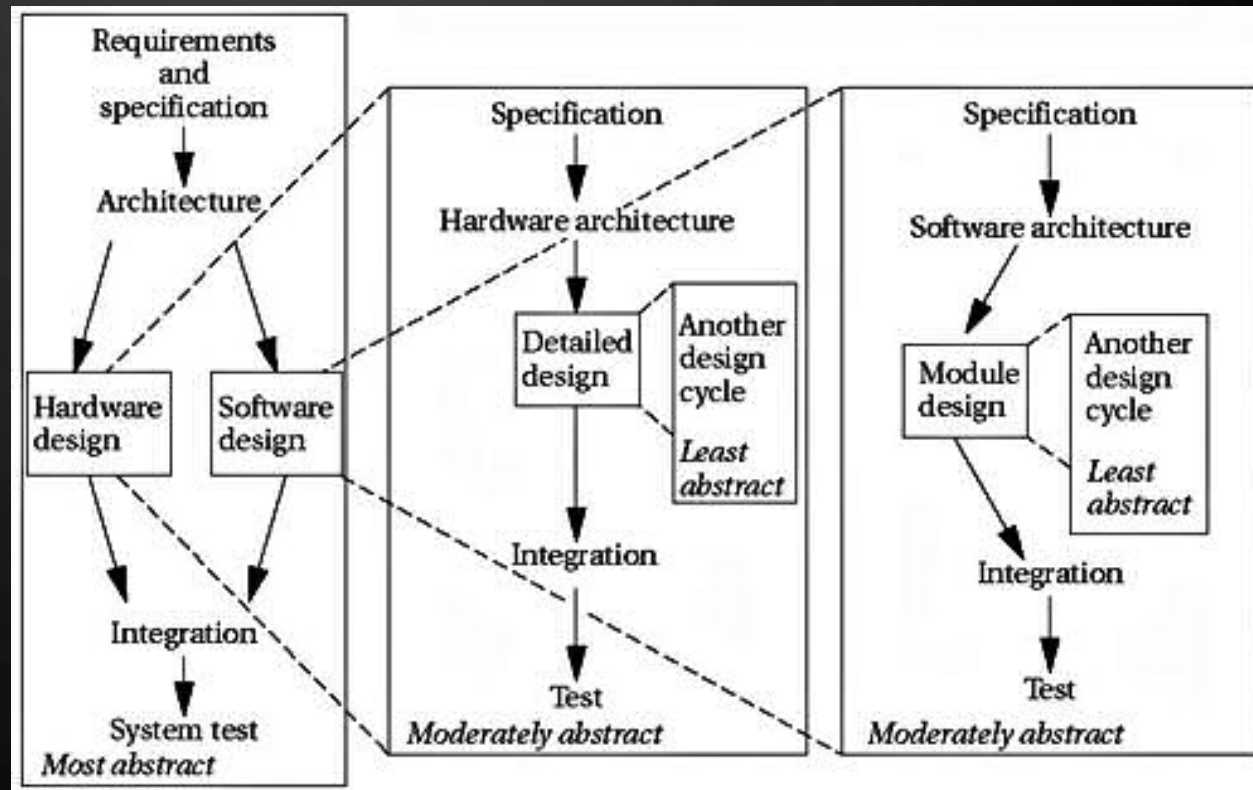 Requirements
and
specification
Architecture
Hardware
design
Software
design
Integration
System test
Most abstract
Specification
Hardware architecture
Detailed
design
Another
design
cycle
Least
abstract
Integration
Test
Moderately abstract
Specification
Software architecture
Module
design
Another
design
cycle
Least
abstract
Integration
Test
Moderately abstract